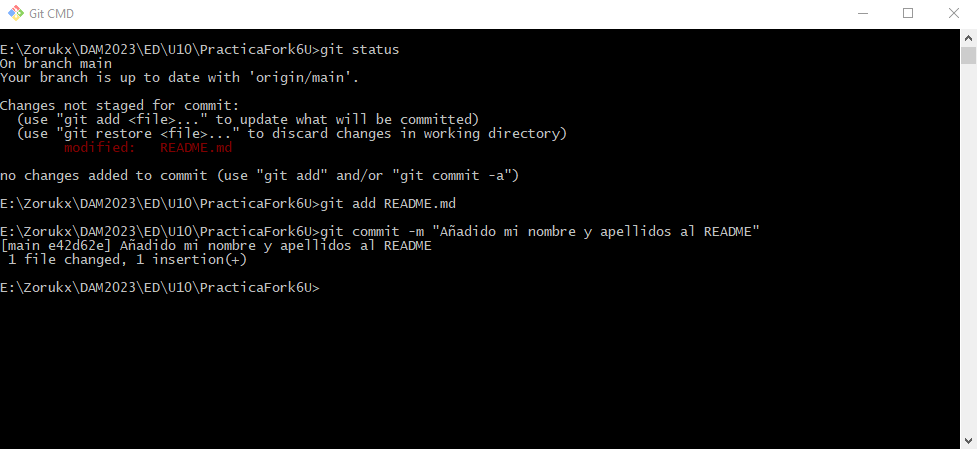 Git CMD
E:\Zorukx\DAM2023\ED\U10\PracticaFork6U>git status
On branch main
Your branch is up to date with 'origin/main'.
Changes not staged for commit:
  (use "git add <file>..." to update what will be committed)
  (use "git restore <file>..." to discard changes in working directory)
        modified:   README.md
no changes added to commit (use "git add" and/or "git commit -a")
E:\Zorukx\DAM2023\ED\U10\PracticaFork6U>git add README.md
E:\Zorukx\DAM2023\ED\U10\PracticaFork6U>git commit -m "Añadido mi nombre y apellidos al README"
[main e42d62e] Añadido mi nombre y apellidos al README
 1 file changed, 1 insertion(+)
E:\Zorukx\DAM2023\ED\U10\PracticaFork6U>